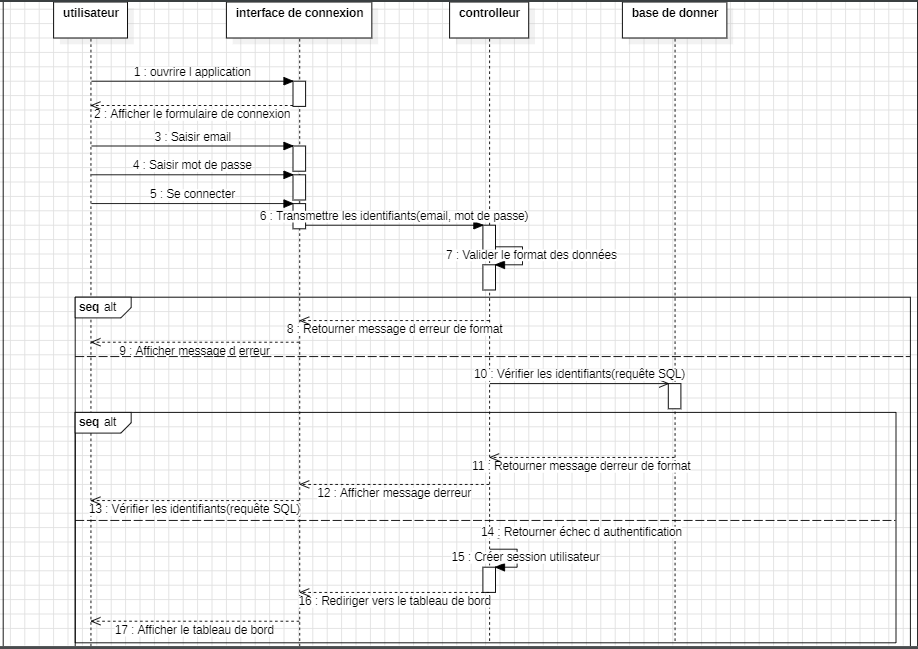 utilisateur
interface de connexion
controlleur
base de donner
1 : ouvrire l application
2 : Afficher le formulaire de connexion
3 : Saisir email
4 : Saisir mot de passe
5 : Se connecter
6 : Transmettre les identifiants(email, mot de passe)
7 : Valider le format des données
seq alt
8 : Retourner message d erreur de format
9 : Afficher message d erreur
10 : Vérifier les identifiants(requête SQL)
seq alt
11 : Retourner message derreur de format
12 : Afficher message derreur
13 : Vérifier les identifiants(requête SQL)
14 : Retourner échec d authentification
15 : Créer session utilisateur
16 : Rediriger vers le tableau de bord
17 : Afficher le tableau de bord